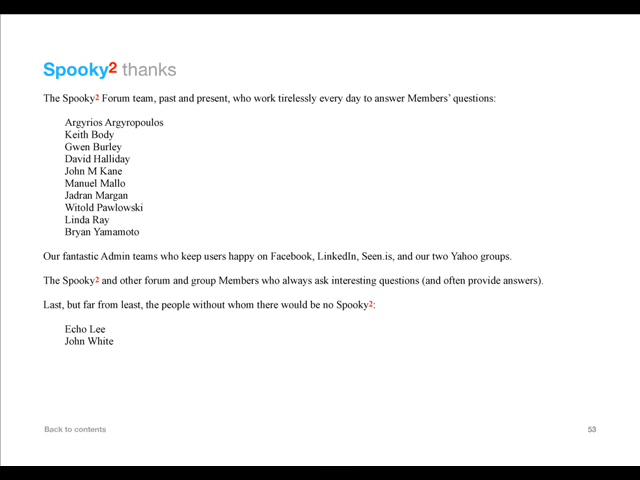 Spooky2 thanks
The Spooky2 Forum team, past and present, who work tirelessly every day to answer Members' questions:
Argyrios Argyropoulos
Keith Body
Gwen Burley
David Halliday
John M Kane
Manuel Mallo
Jadran Margan
Witold Pawlowski
Linda Ray
Bryan Yamamoto
Our fantastic Admin teams who keep users happy on Facebook, LinkedIn, Seen.is, and our two Yahoo groups.
The Spooky2 and other forum and group Members who always ask interesting questions (and often provide answers).
Last, but far from least, the people without whom there would be no Spooky2:
Echo Lee
John White
Back to contents
53